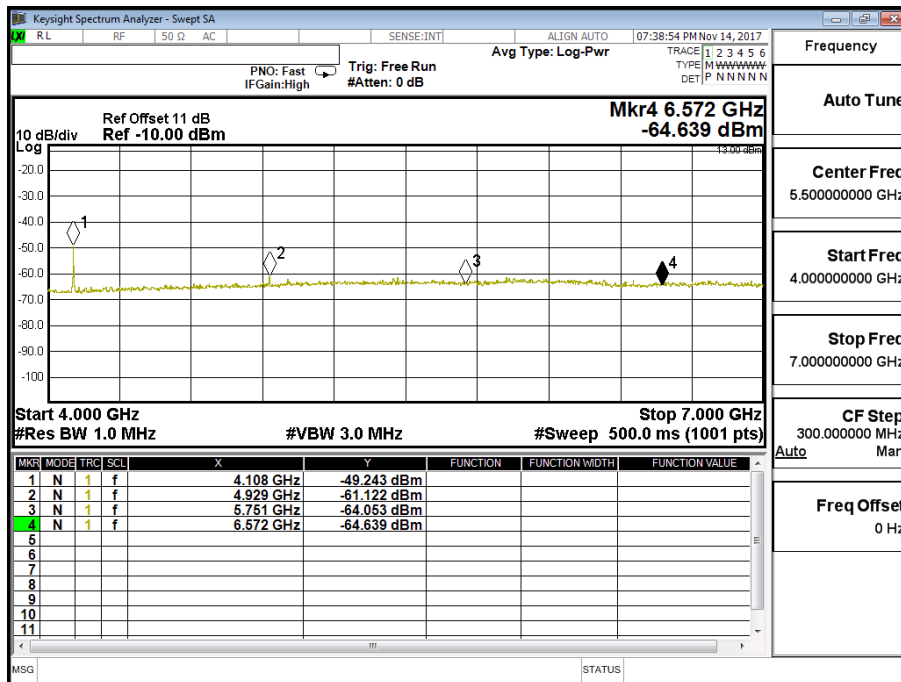 Keysight Spectrum Analyzer - Swept SA
LXI RL RF 50 Ω AC SENSE:INT ALIGN AUTO 07:38:54 PM Nov 14, 2017
PNO: Fast
IFGain:High
Trig: Free Run
#Atten: 0 dB
Avg Type: Log-Pwr
TRACE 1 2 3 4 5 6
TYPE M WWWWW
DET P N N N N N
Ref Offset 11 dB
Ref -10.00 dBm
10 dB/div
Log
Mkr4 6.572 GHz
-64.639 dBm
-20.0
-30.0
-40.0
-50.0
-60.0
-70.0
-80.0
-90.0
-100
1
2
3
4
Start 4.000 GHz
Stop 7.000 GHz
#Res BW 1.0 MHz
#VBW 3.0 MHz
#Sweep 500.0 ms (1001 pts)
MKR MODE TRC SCL X Y FUNCTION FUNCTION WIDTH FUNCTION VALUE
1 N 1 f 4.108 GHz -49.243 dBm
2 N 1 f 4.929 GHz -61.122 dBm
3 N 1 f 5.751 GHz -64.053 dBm
4 N 1 f 6.572 GHz -64.639 dBm
5
6
7
8
9
10
11
MSG
STATUS
Frequency
Auto Tune
Center Freq
5.500000000 GHz
Start Freq
4.000000000 GHz
Stop Freq
7.000000000 GHz
CF Step
300.000000 MHz
Auto Man
Freq Offset
0 Hz